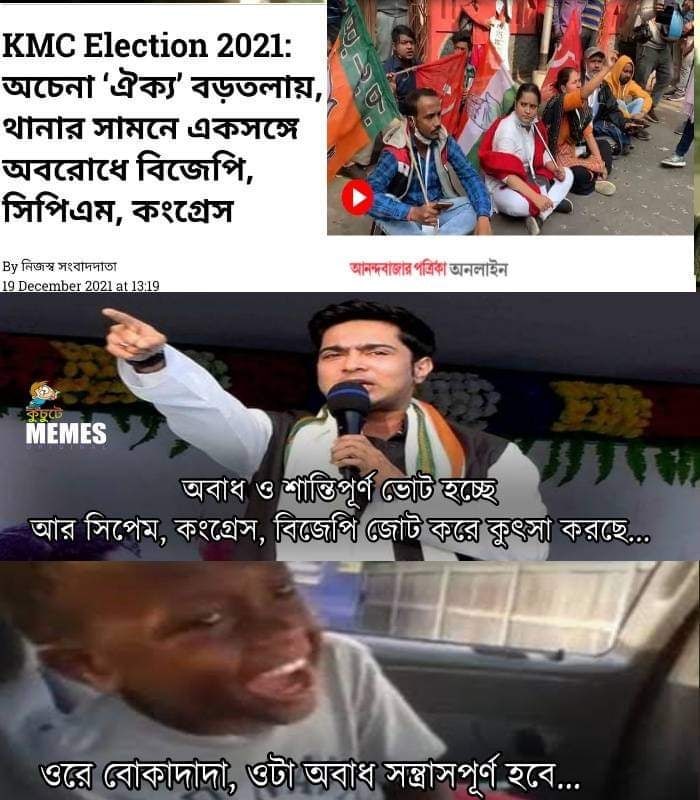 KMC Election 2021:
অচেনা ‘ঐক্য’ বড়তলায়,
থানার সামনে একসঙ্গে
অবরোধে বিজেপি,
সিপিএম, কংগ্রেস
By নিজস্ব সংবাদদাতা
19 December 2021 at 13:19
আনন্দবাজার পত্রিকা অনলাইন
কুঁচুটে
MEMES
ORIGINAL
অবাধ ও শান্তিপূর্ণ ভোট হচ্ছে
আর সিপেম, কংগ্রেস, বিজেপি জোট করে কুৎসা করছে...
ওরে বোকাদাদা, ওটা অবাধ সন্ত্রাসপূর্ণ হবে...